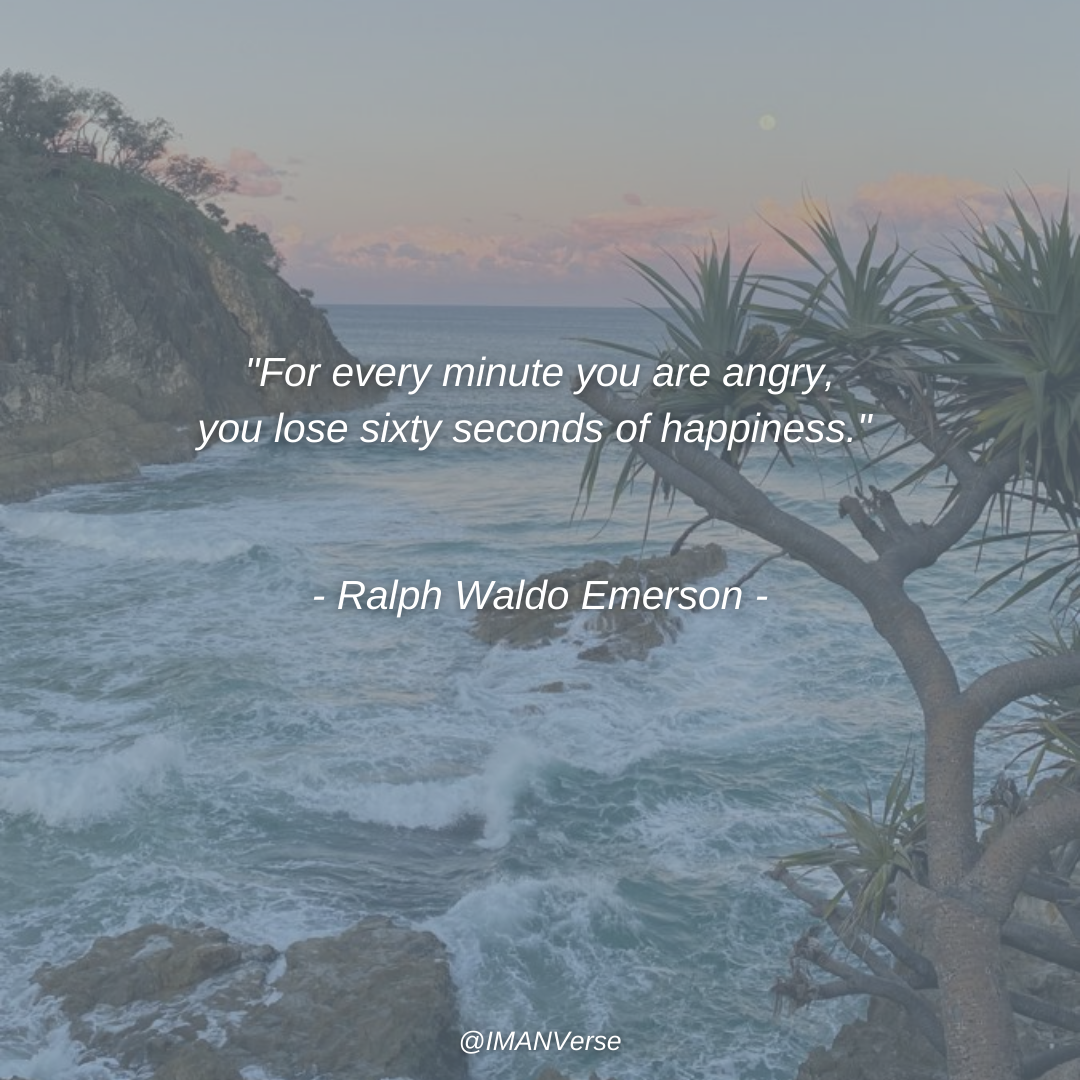 "For every minute you are angry,
you lose sixty seconds of happiness."
- Ralph Waldo Emerson -
@IMANVerse